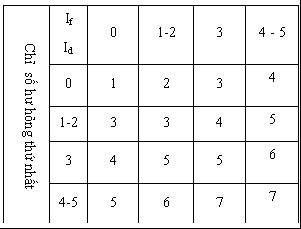 Chỉ số hư hỏng thứ nhất
If 0 1-2 3 4 - 5
Id
0 1 2 3 4
1-2 3 3 4 5
3 4 5 5 6
4-5 5 6 7 7